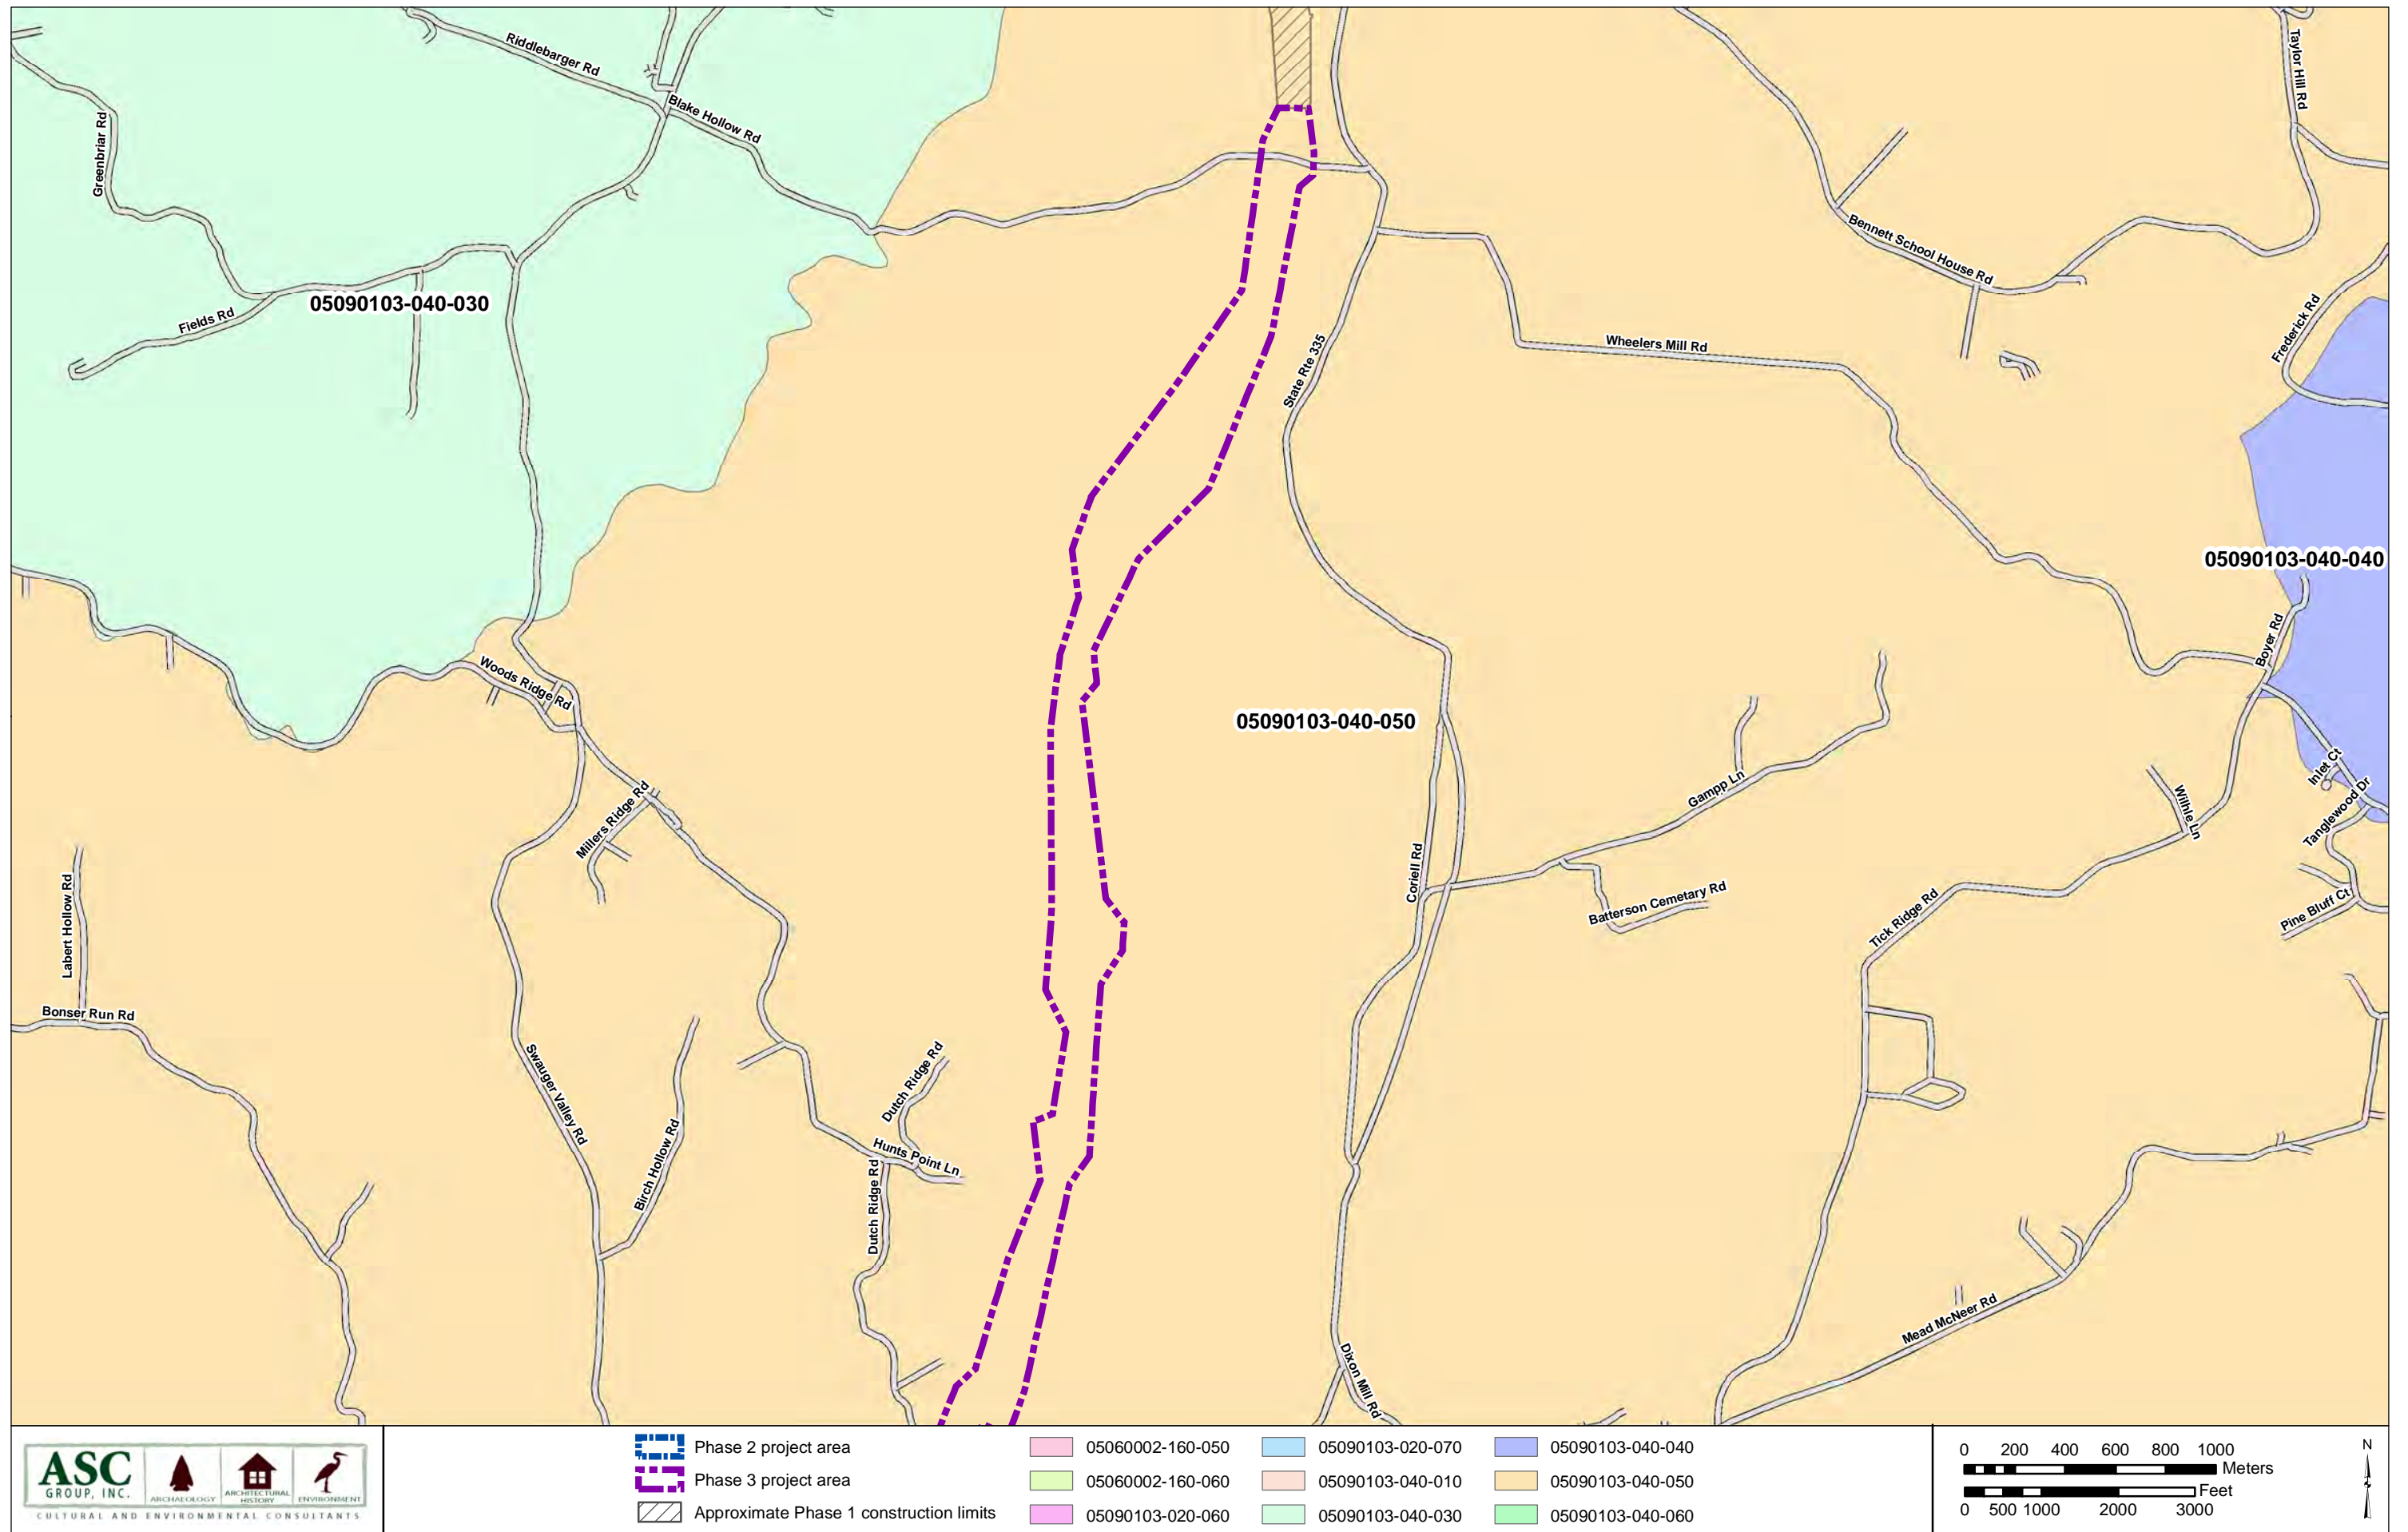 Riddlebarger Rd
Blake Hollow Rd
Greenbriar Rd
Taylor Hill Rd
Bennett School House Rd
05090103-040-030
Fields Rd
Frederick Rd
State Rte 335
Wheelers Mill Rd
05090103-040-040
Boyer Rd
Woods Ridge Rd
05090103-040-050
Inlet Ct
Gampp Ln
Millers Ridge Rd
Wilhle Ln
Tanglewood Dr
Coriell Rd
Labert Hollow Rd
Batterson Cemetary Rd
Pine Bluff Ct
Tick Ridge Rd
Bonser Run Rd
Swauger Valley Rd
Dutch Ridge Rd
Birch Hollow Rd
Hunts Point Ln
Dutch Ridge Rd
Mead McNeer Rd
Dixon Mill Rd
ASC
GROUP, INC.
ARCHAEOLOGY
ARCHITECTURAL
HISTORY
ENVIRONMENT
CULTURAL AND ENVIRONMENTAL CONSULTANTS
Phase 2 project area
Phase 3 project area
Approximate Phase 1 construction limits
05060002-160-050
05060002-160-060
05090103-020-060
05090103-020-070
05090103-040-010
05090103-040-030
05090103-040-040
05090103-040-050
05090103-040-060
0 200 400 600 800 1000
Meters
Feet
0 500 1000 2000 3000
N